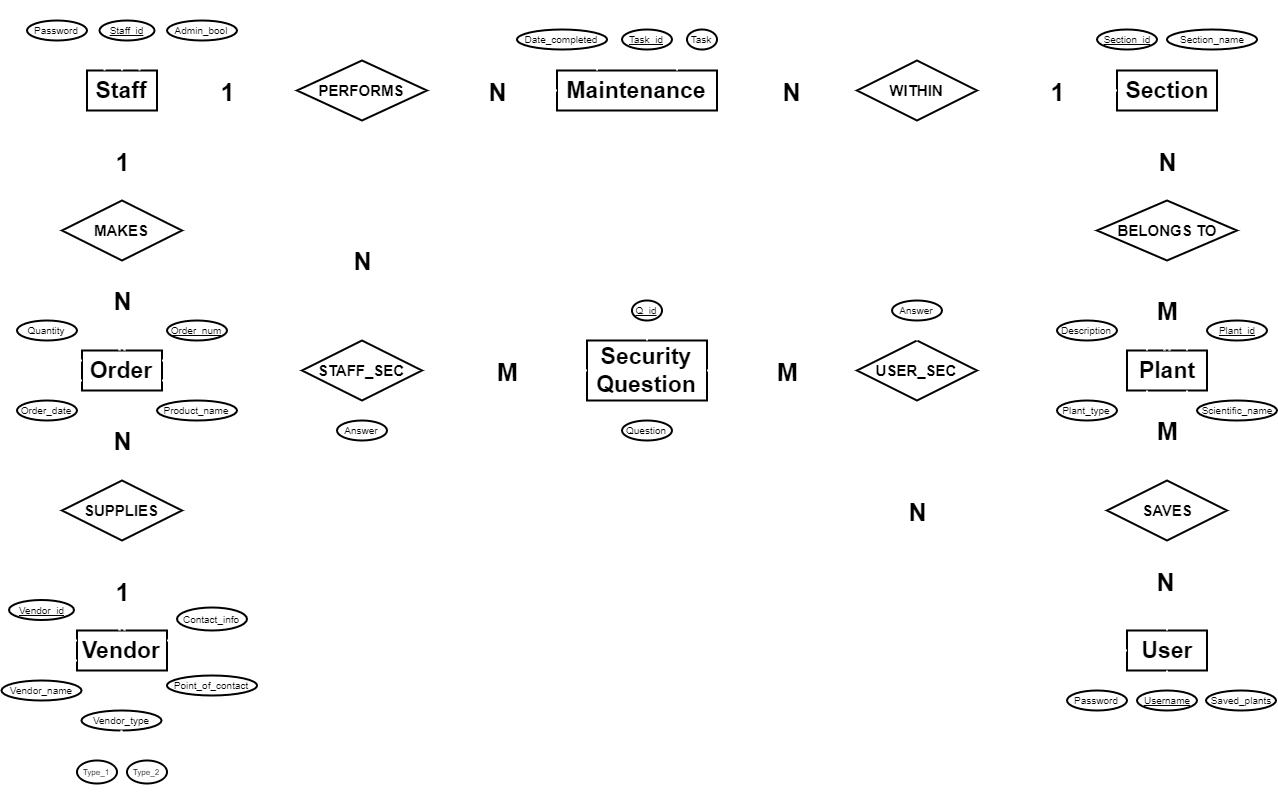 Password Staff_id Admin_bool
Date_completed Task_id Task
Section_id Section_name
Staff 1 PERFORMS N Maintenance N WITHIN 1 Section
1 N
MAKES BELONGS TO
N
N M
Q_id Answer
Quantity Order_num Description Plant_id
Order STAFF_SEC M Security
Question M USER_SEC Plant
Order_date Product_name Plant_type Scientific_name
Answer Question
N M
SUPPLIES N SAVES
1 N
Vendor_id Contact_info
Vendor User
Vendor_name Point_of_contact Password Username Saved_plants
Vendor_type
Type_1 Type_2